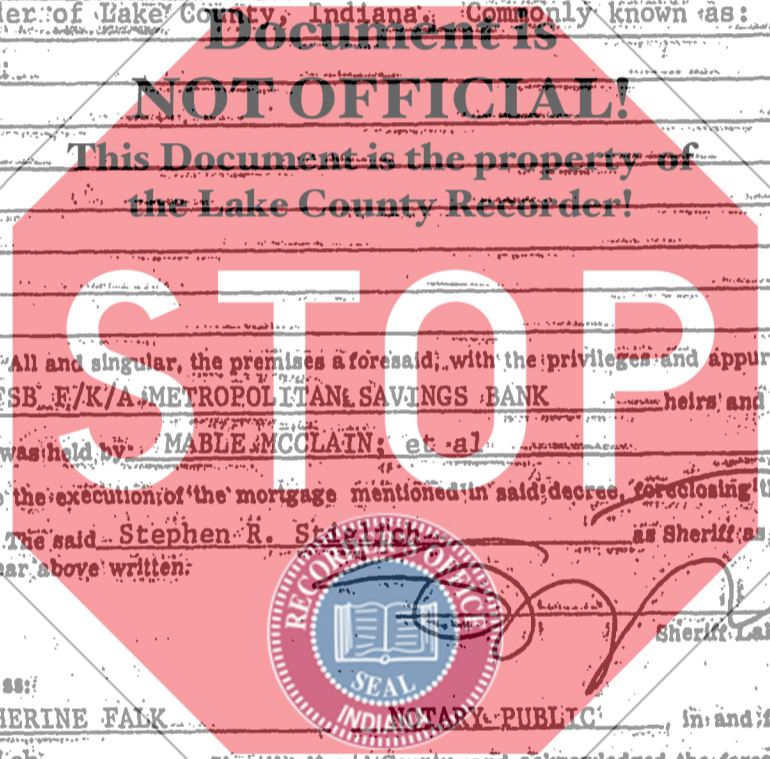 er of Lake County, Indiana. Commonly known as:
Document is
NOT OFFICIAL!
This Document is the property of
the Lake County Recorder!
STOP
All and singular, the premises aforesaid, with the privileges and appur
FSB F/K/A METROPOLITAN SAVINGS BANK heirs and
was held by MABLE MCCLAIN, et al
the execution of the mortgage mentioned in said decree, foreclosing
The said Stephen R. as Sheriff as
ear above written.
RECORDER'S OFFICE
SEAL
INDIANA
Sheriff Lak
ss:
HERINE FALK NOTARY PUBLIC, in and f